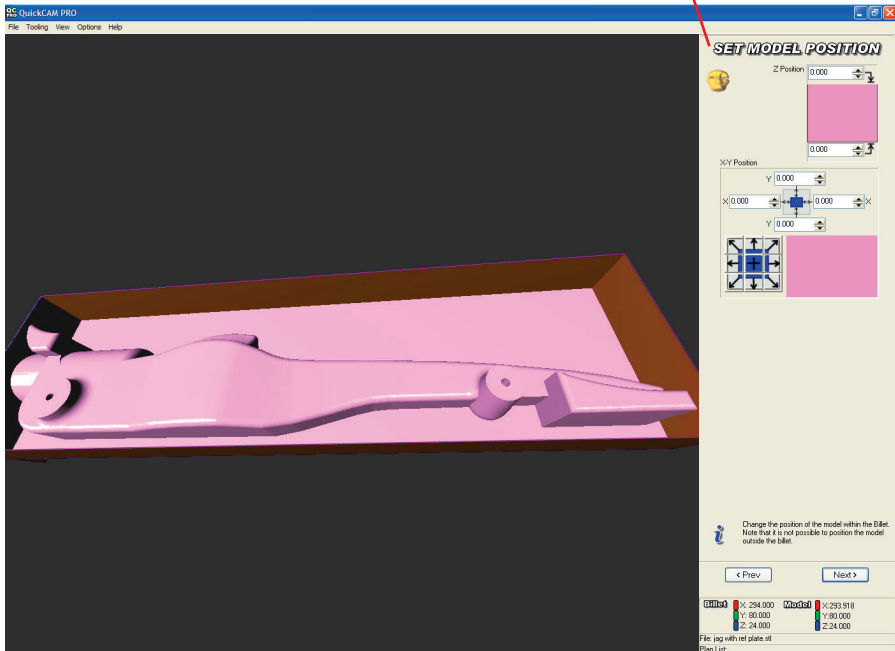 QC PRO QuickCAM PRO
File Tooling View Options Help
SET MODEL POSITION
Z Position 0.000
0.000
X-Y Position
Y 0.000
X 0.000 0.000 X
Y 0.000
Change the position of the model within the Billet.
Note that it is not possible to position the model
outside the billet.
< Prev Next >
Billet X: 294.000 Model X:293.918
Y: 80.000 Y:80.000
Z: 24.000 Z:24.000
File: jag with ref plate.stl
Plan List: